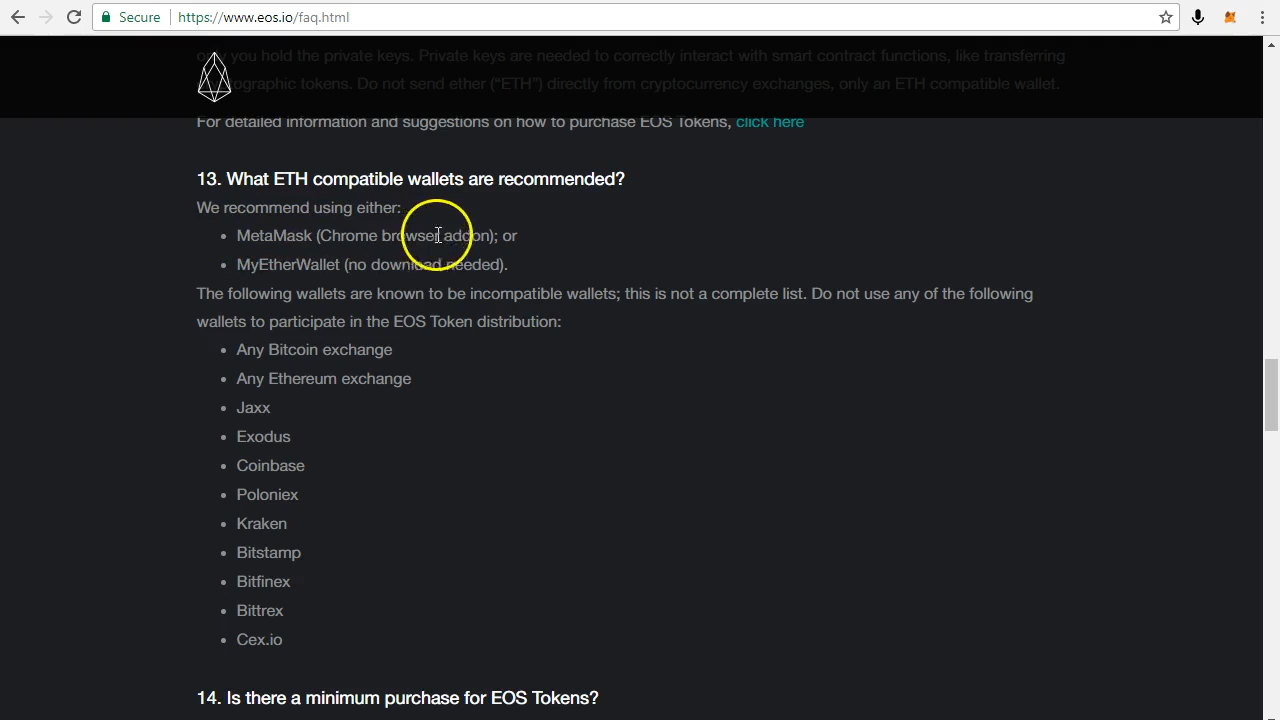 Secure | https://www.eos.io/faq.html
only you hold the private keys. Private keys are needed to correctly interact with smart contract functions, like transferring
ographic tokens. Do not send ether (“ETH”) directly from cryptocurrency exchanges, only an ETH compatible wallet.
For detailed information and suggestions on how to purchase EOS Tokens, click here
13. What ETH compatible wallets are recommended?
We recommend using either:
• MetaMask (Chrome browser addon); or
• MyEtherWallet (no download needed).
The following wallets are known to be incompatible wallets; this is not a complete list. Do not use any of the following
wallets to participate in the EOS Token distribution:
• Any Bitcoin exchange
• Any Ethereum exchange
• Jaxx
• Exodus
• Coinbase
• Poloniex
• Kraken
• Bitstamp
• Bitfinex
• Bittrex
• Cex.io
14. Is there a minimum purchase for EOS Tokens?